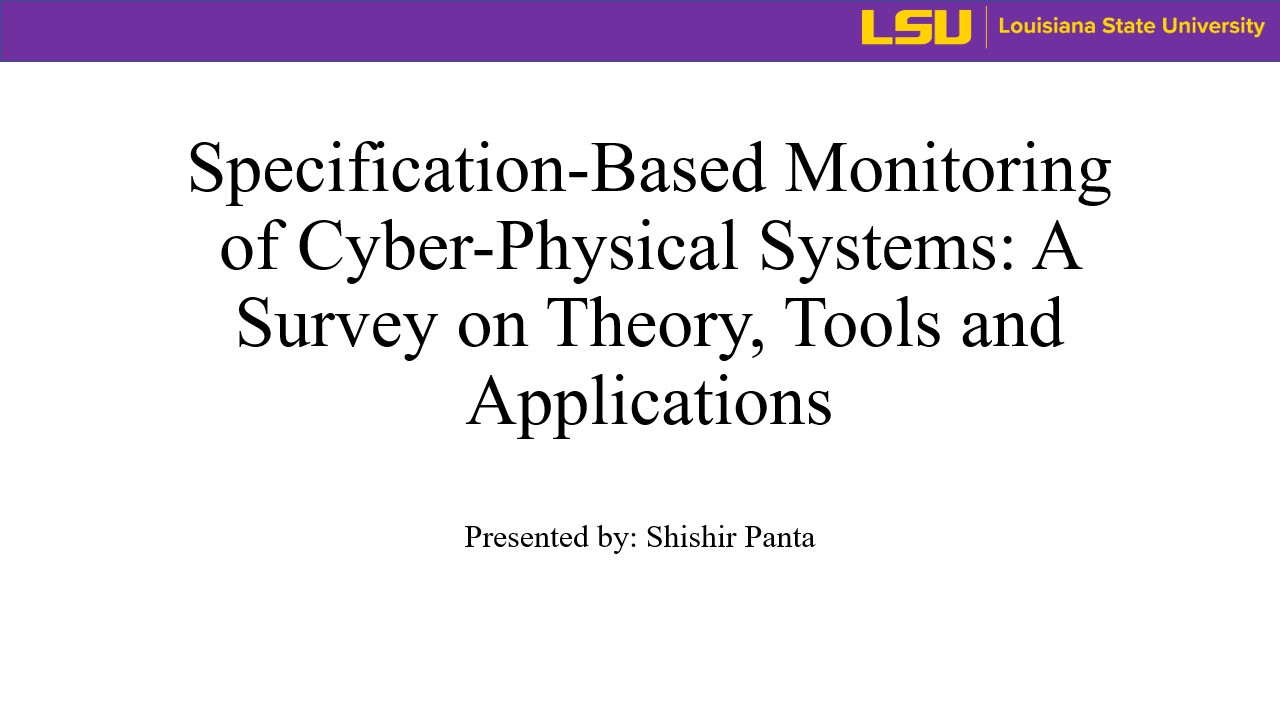 LSU | Louisiana State University
Specification-Based Monitoring
of Cyber-Physical Systems: A
Survey on Theory, Tools and
Applications
Presented by: Shishir Panta